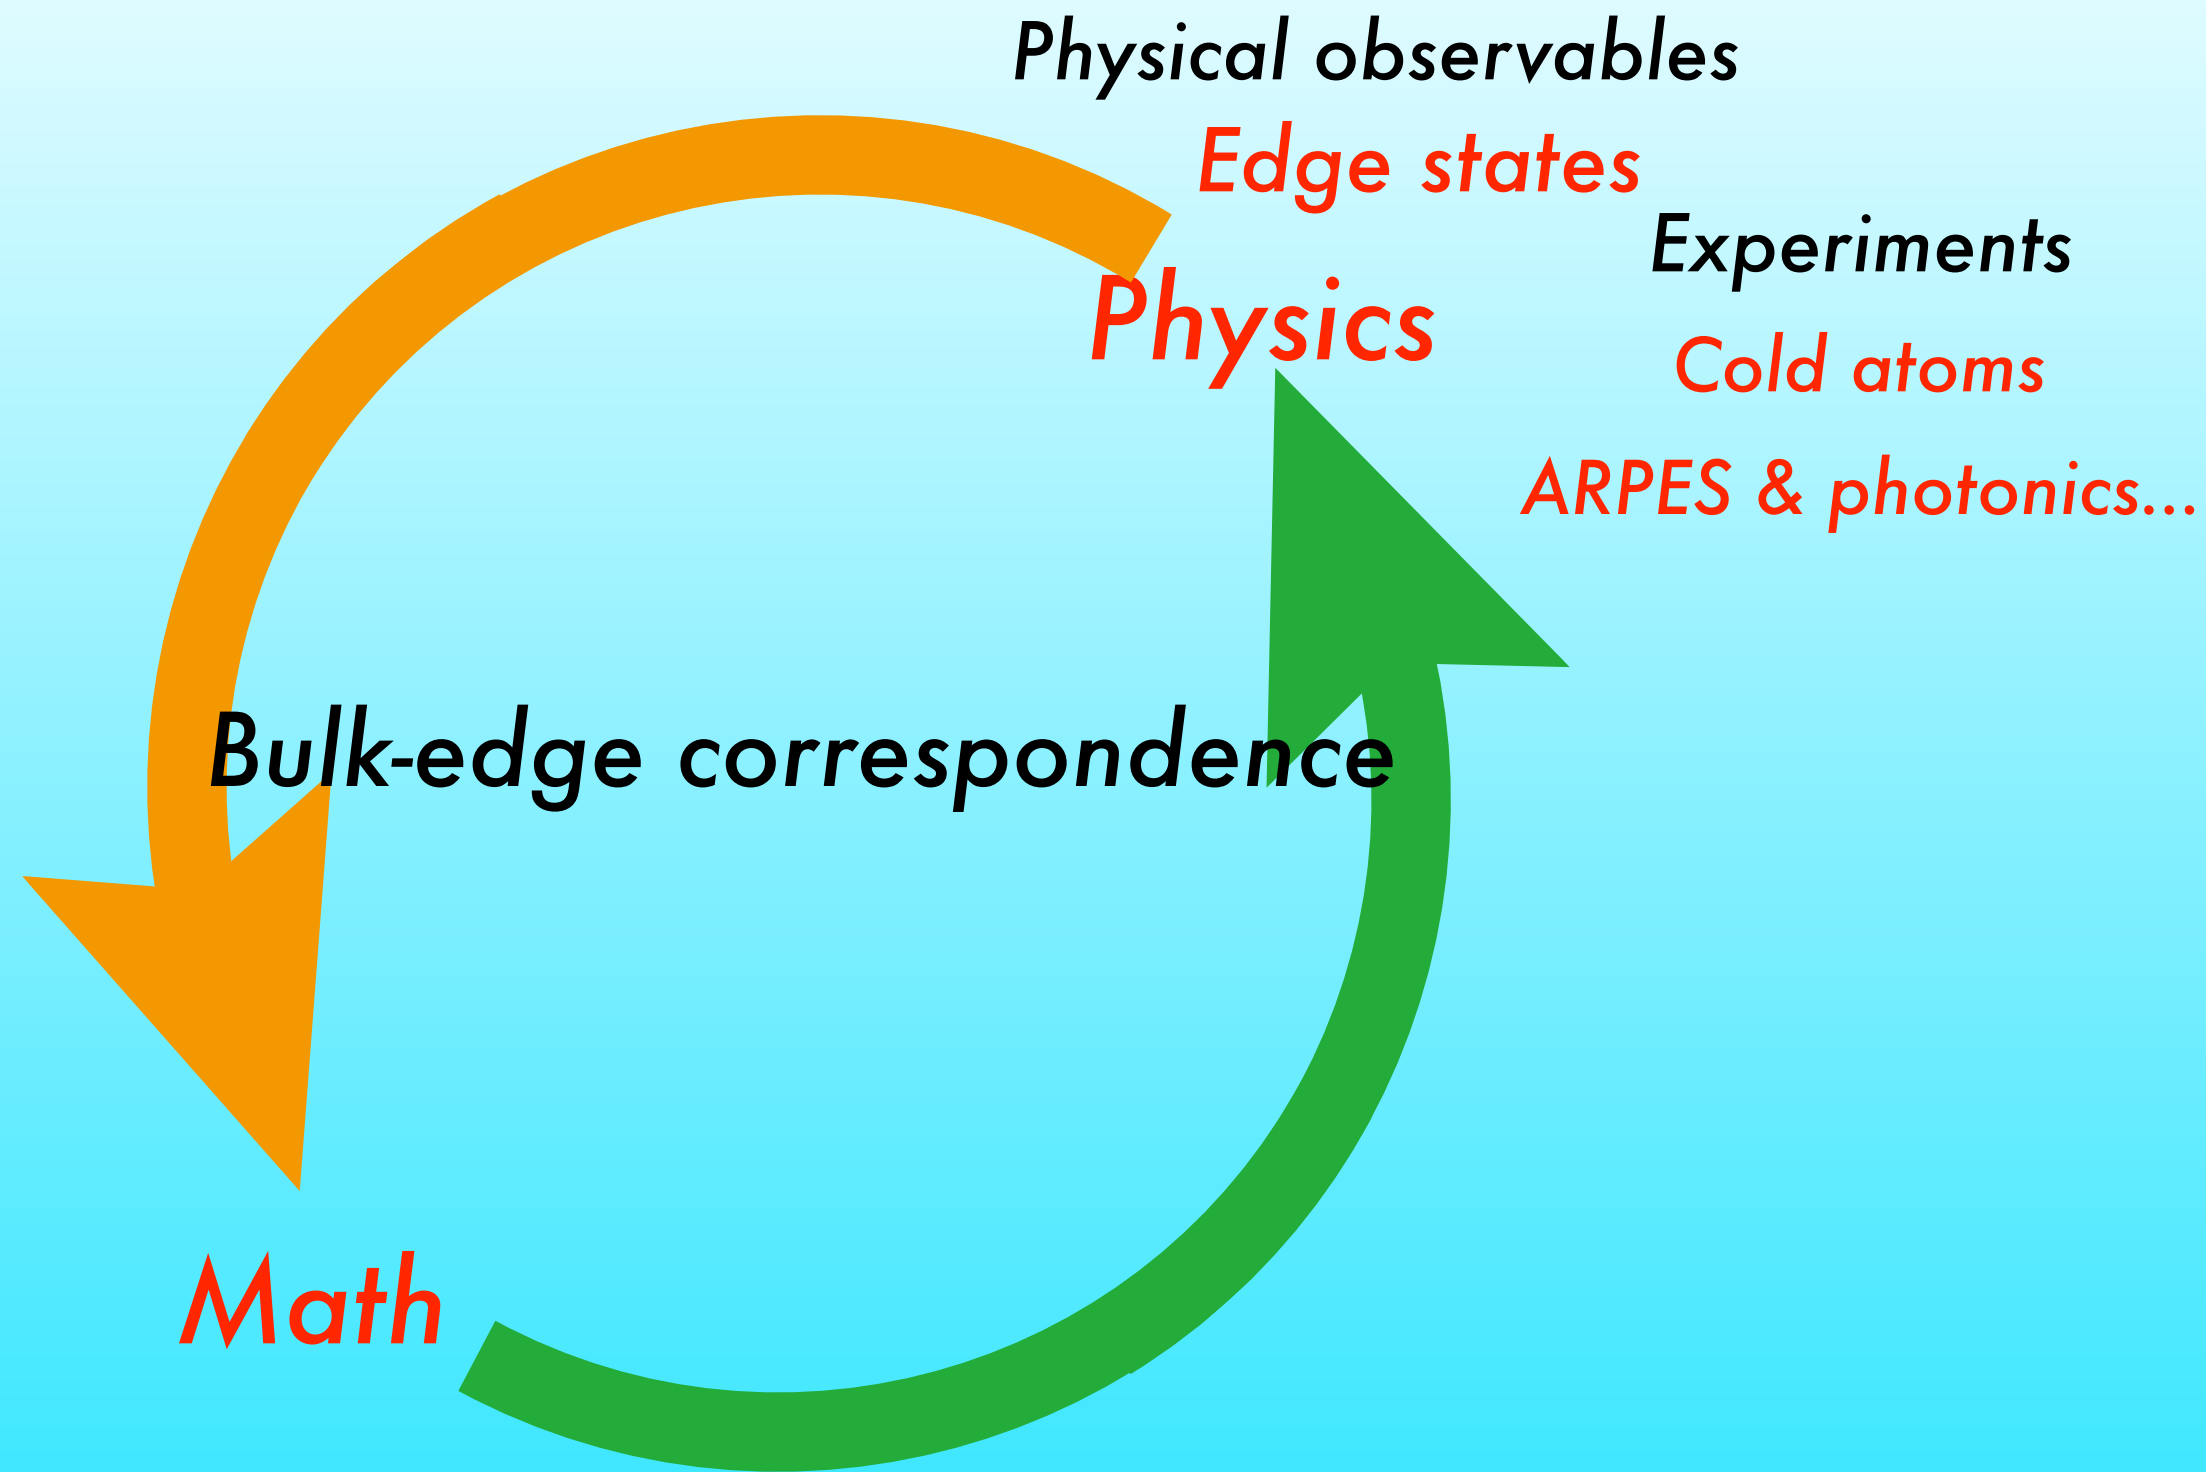 Physical observables
Edge states
Experiments
Physics
Cold atoms
ARPES & photonics...
Bulk-edge correspondence
Math